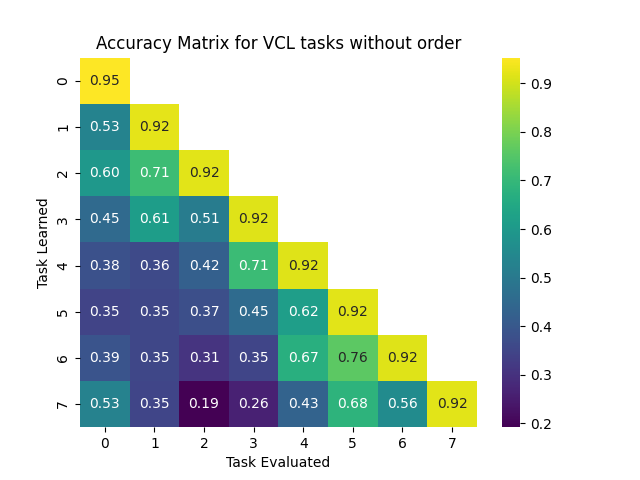 Accuracy Matrix for VCL tasks without order
0 0.95
1 0.53 0.92
2 0.60 0.71 0.92
3 0.45 0.61 0.51 0.92
4 0.38 0.36 0.42 0.71 0.92
5 0.35 0.35 0.37 0.45 0.62 0.92
6 0.39 0.35 0.31 0.35 0.67 0.76 0.92
7 0.53 0.35 0.19 0.26 0.43 0.68 0.56 0.92
0 1 2 3 4 5 6 7
Task Evaluated
Task Learned
0.9
0.8
0.7
0.6
0.5
0.4
0.3
0.2